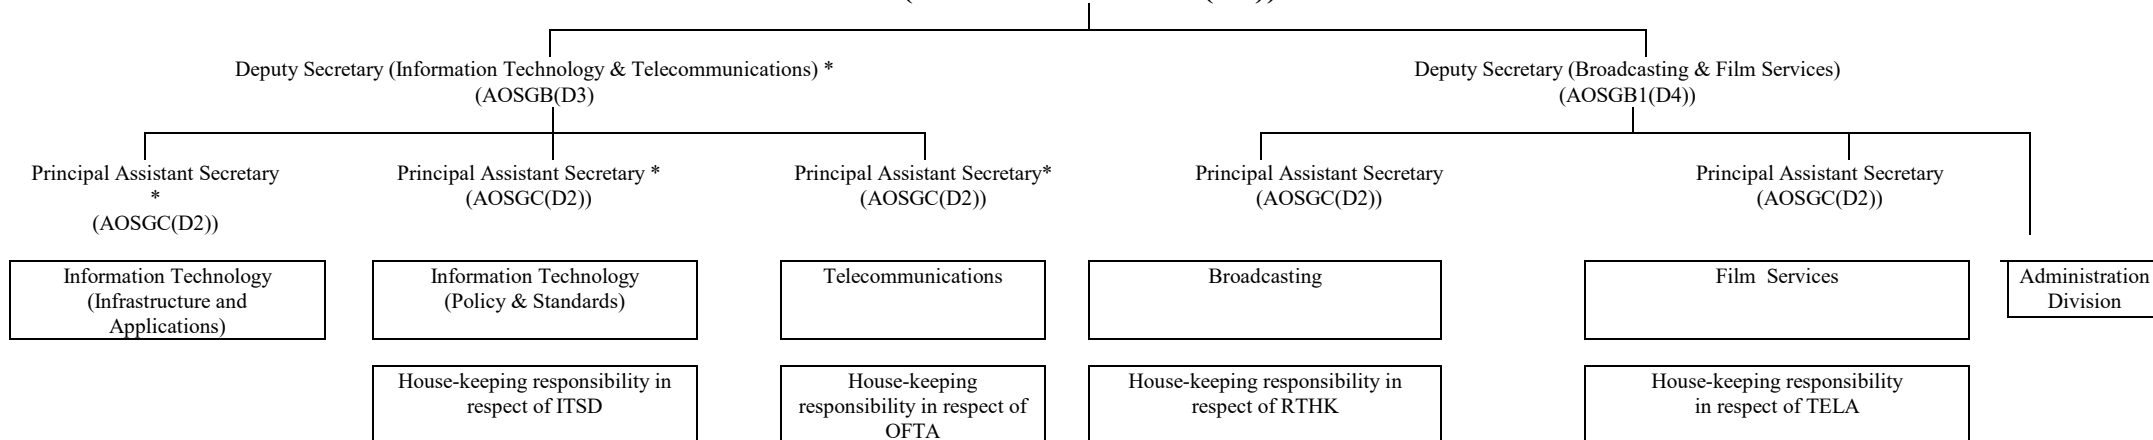 Deputy Secretary (Information Technology & Telecommunications) *
(AOSGB(D3)
Deputy Secretary (Broadcasting & Film Services)
(AOSGB1(D4))
Principal Assistant Secretary
*
(AOSGC(D2))
Principal Assistant Secretary *
(AOSGC(D2))
Principal Assistant Secretary*
(AOSGC(D2))
Principal Assistant Secretary
(AOSGC(D2))
Principal Assistant Secretary
(AOSGC(D2))
Information Technology
(Infrastructure and
Applications)
Information Technology
(Policy & Standards)
Telecommunications
Broadcasting
Film Services
Administration
Division
House-keeping responsibility in
respect of ITSD
House-keeping
responsibility in respect of
OFTA
House-keeping responsibility in
respect of RTHK
House-keeping responsibility
in respect of TELA